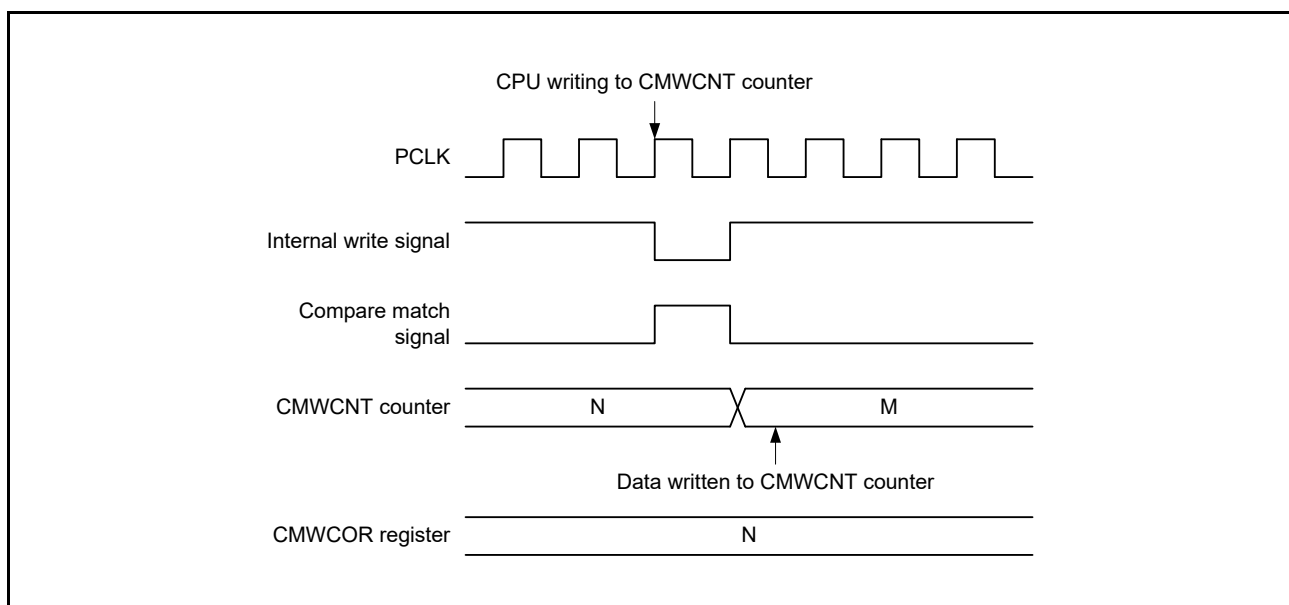 CPU writing to CMWCNT counter
PCLK
Internal write signal
Compare match
signal
CMWCNT counter
N
M
Data written to CMWCNT counter
CMWCOR register
N